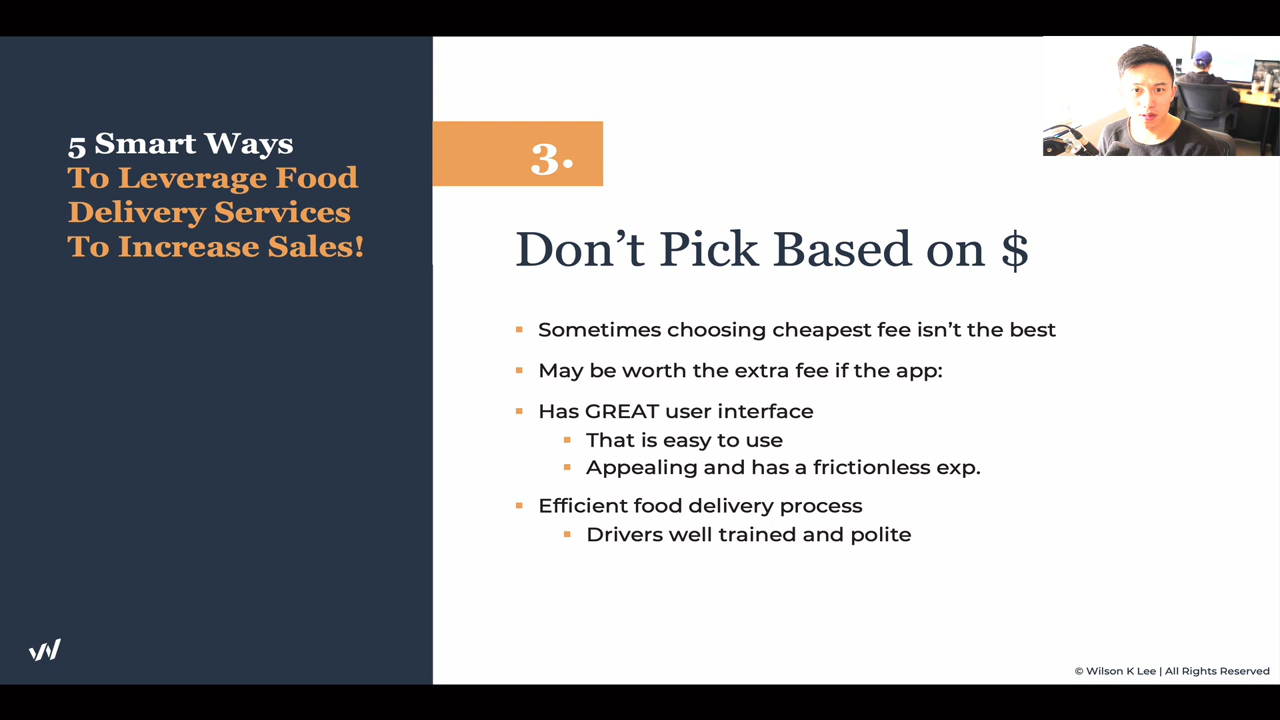 5 Smart Ways
To Leverage Food
Delivery Services
To Increase Sales!
3.
Don’t Pick Based on $
▪ Sometimes choosing cheapest fee isn’t the best
▪ May be worth the extra fee if the app:
▪ Has GREAT user interface
▪ That is easy to use
▪ Appealing and has a frictionless exp.
▪ Efficient food delivery process
▪ Drivers well trained and polite
© Wilson K Lee | All Rights Reserved